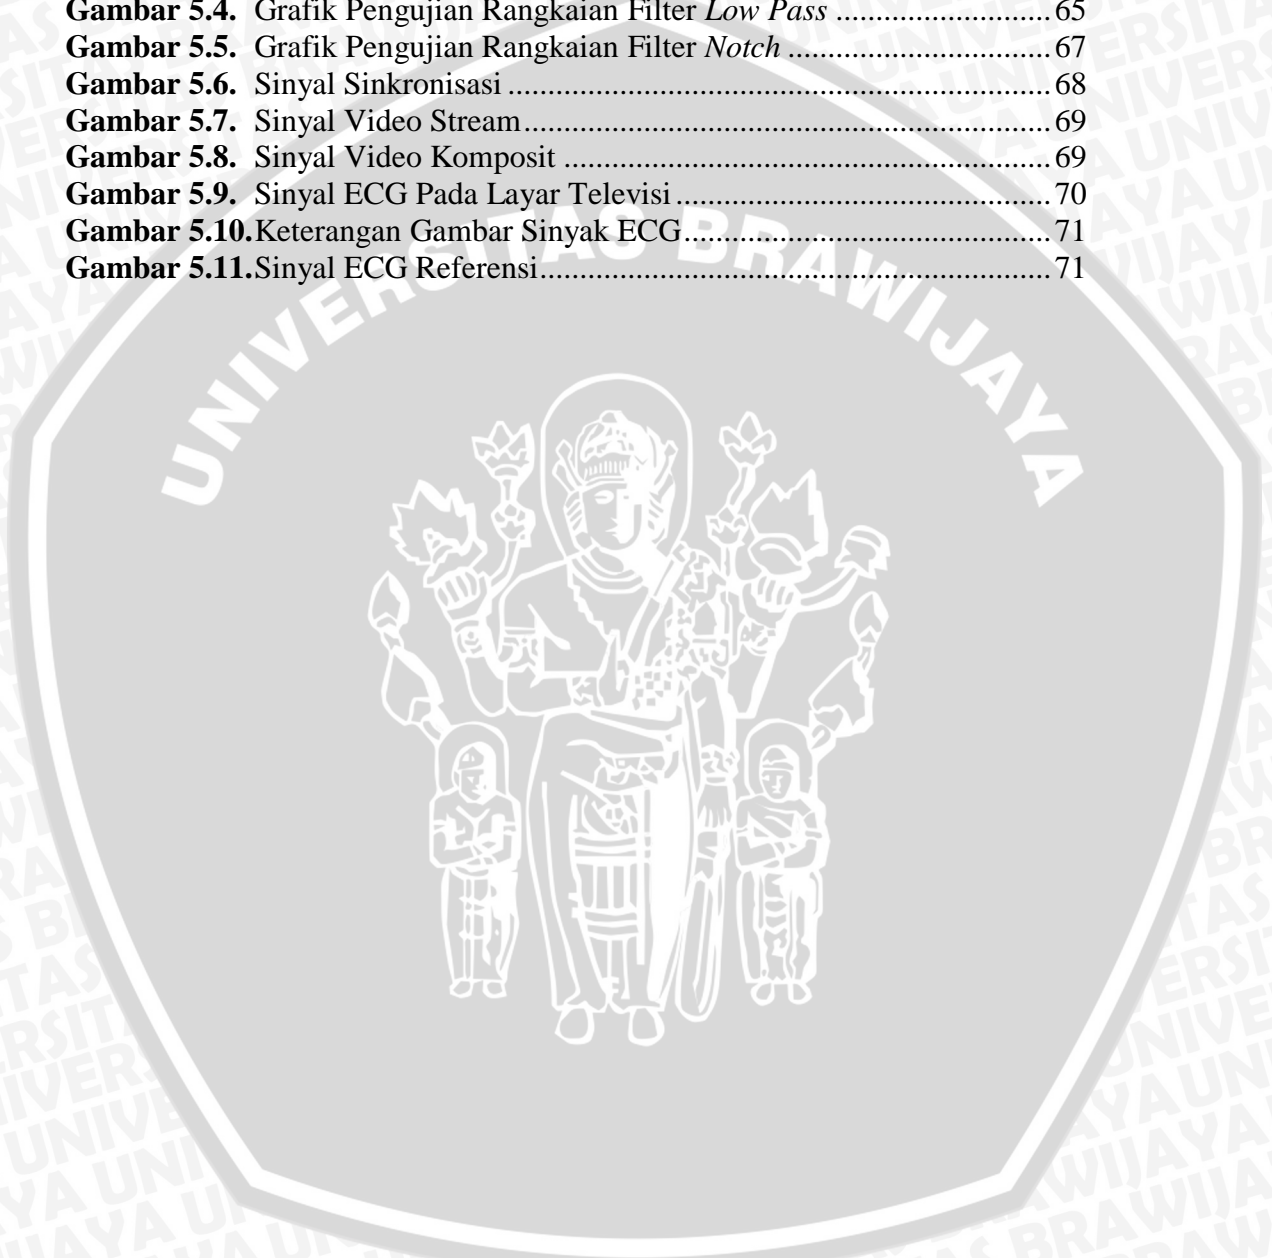 Gambar 5.4. Grafik Pengujian Rangkaian Filter Low Pass ........................... 65
Gambar 5.5. Grafik Pengujian Rangkaian Filter Notch ................................. 67
Gambar 5.6. Sinyal Sinkronisasi .................................................................... 68
Gambar 5.7. Sinyal Video Stream.................................................................. 69
Gambar 5.8. Sinyal Video Komposit ............................................................. 69
Gambar 5.9. Sinyal ECG Pada Layar Televisi ............................................... 70
Gambar 5.10.Keterangan Gambar Sinyak ECG.............................................. 71
Gambar 5.11.Sinyal ECG Referensi................................................................ 71
UNIVERSITAS BRAWIJAYA